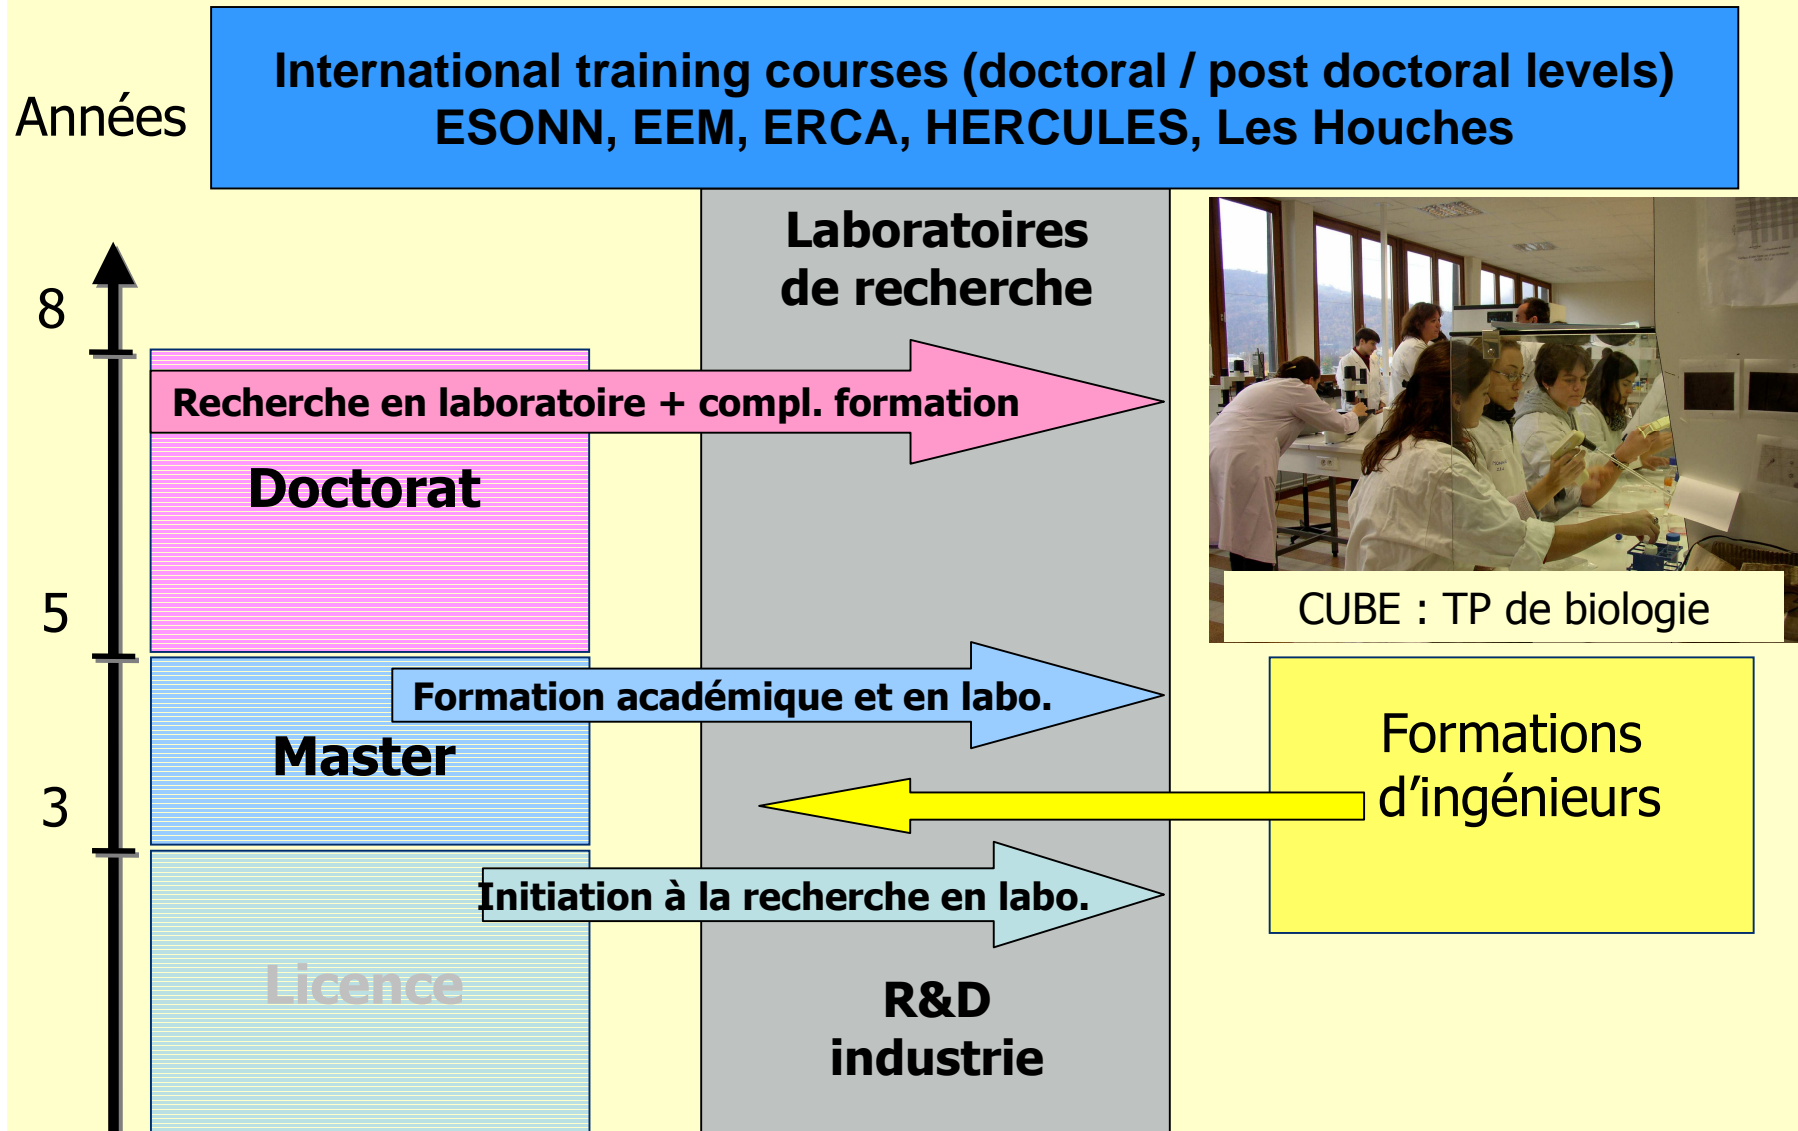 International training courses (doctoral / post doctoral levels)
ESONN, EEM, ERCA, HERCULES, Les Houches
Années
Laboratoires
de recherche
8
Recherche en laboratoire + compl. formation
Doctorat
5
CUBE : TP de biologie
Formation académique et en labo.
Master
Formations
d’ingénieurs
3
Initiation à la recherche en labo.
Licence
R&D
industrie